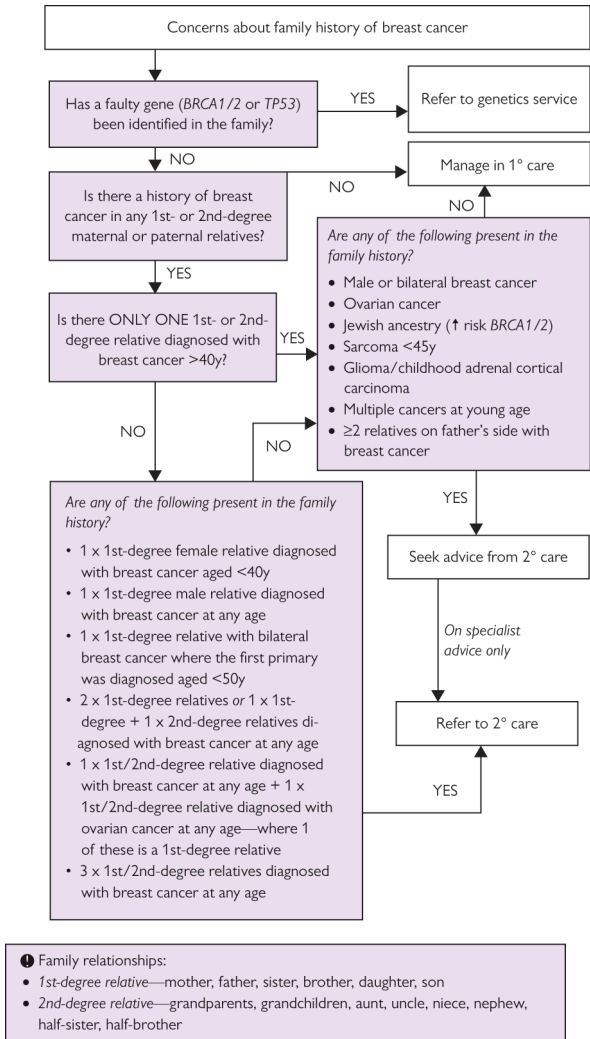 Concerns about family history of breast cancer
Has a faulty gene (BRCA1/2 or TP53)
been identified in the family?
YES
Refer to genetics service
NO
Is there a history of breast
cancer in any 1st- or 2nd-degree
maternal or paternal relatives?
NO
Manage in 1° care
NO
YES
Is there ONLY ONE 1st- or 2nd-
degree relative diagnosed with
breast cancer >40y?
YES
Are any of the following present in the
family history?
• Male or bilateral breast cancer
• Ovarian cancer
• Jewish ancestry (↑ risk BRCA1/2)
• Sarcoma <45y
• Glioma/childhood adrenal cortical
carcinoma
• Multiple cancers at young age
• ≥2 relatives on father's side with
breast cancer
NO
NO
YES
Are any of the following present in the family
history?
• 1 x 1st-degree female relative diagnosed
with breast cancer aged <40y
• 1 x 1st-degree male relative diagnosed
with breast cancer at any age
• 1 x 1st-degree relative with bilateral
breast cancer where the first primary
was diagnosed aged <50y
• 2 x 1st-degree relatives or 1 x 1st-
degree + 1 x 2nd-degree relatives di-
agnosed with breast cancer at any age
• 1 x 1st/2nd-degree relative diagnosed
with breast cancer at any age + 1 x
1st/2nd-degree relative diagnosed with
ovarian cancer at any age—where 1
of these is a 1st-degree relative
• 3 x 1st/2nd-degree relatives diagnosed
with breast cancer at any age
Seek advice from 2° care
On specialist
advice only
Refer to 2° care
YES
! Family relationships:
• 1st-degree relative—mother, father, sister, brother, daughter, son
• 2nd-degree relative—grandparents, grandchildren, aunt, uncle, niece, nephew,
half-sister, half-brother